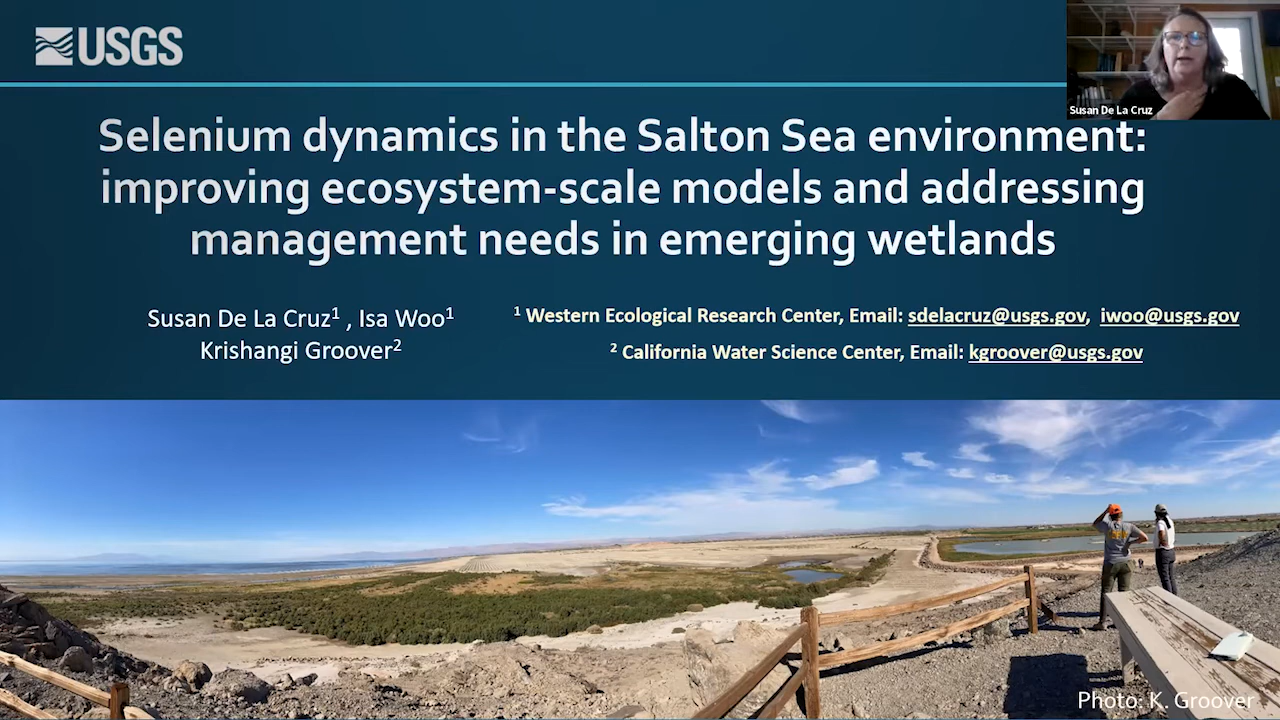 USGS
Susan De La Cruz
Selenium dynamics in the Salton Sea environment:
improving ecosystem-scale models and addressing
management needs in emerging wetlands
Susan De La Cruz1 , Isa Woo1
Krishangi Groover2
1 Western Ecological Research Center, Email: sdelacruz@usgs.gov, iwoo@usgs.gov
2 California Water Science Center, Email: kgroover@usgs.gov
Photo: K. Groover